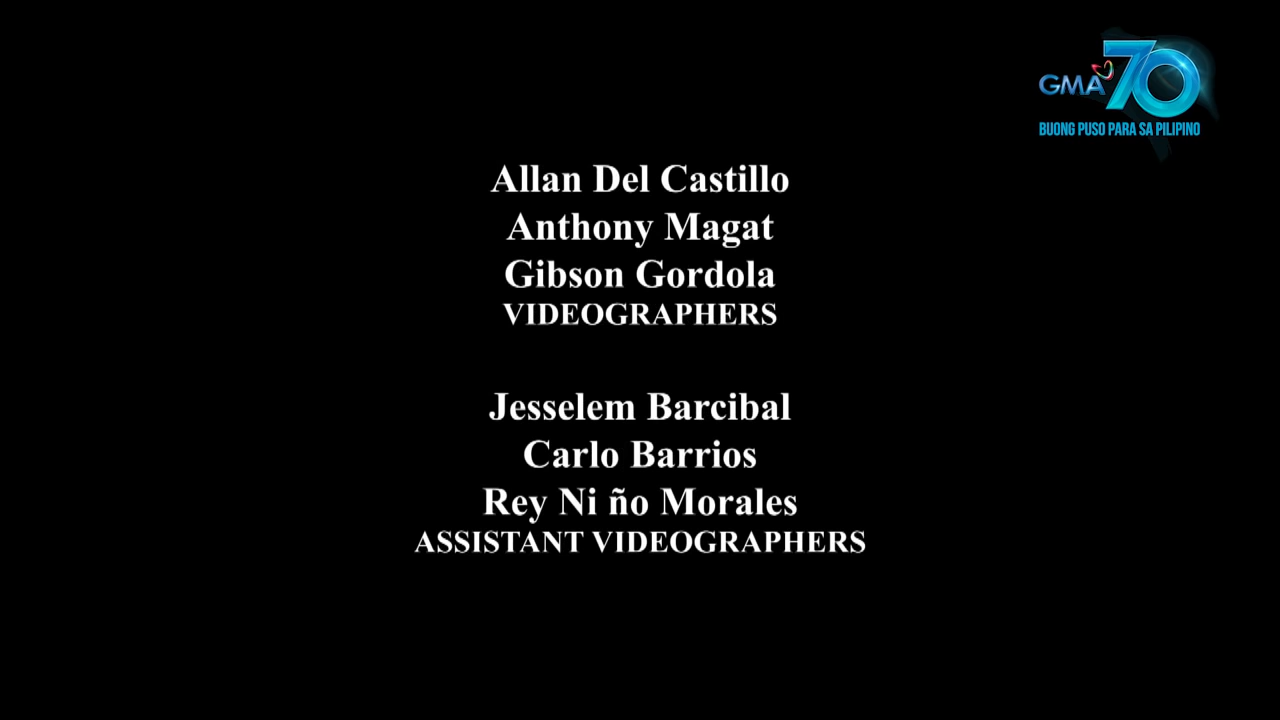 GMA 70
BUONG PUSO PARA SA PILIPINO
Allan Del Castillo
Anthony Magat
Gibson Gordola
VIDEOGRAPHERS
Jesselem Barcibal
Carlo Barrios
Rey Ni ño Morales
ASSISTANT VIDEOGRAPHERS